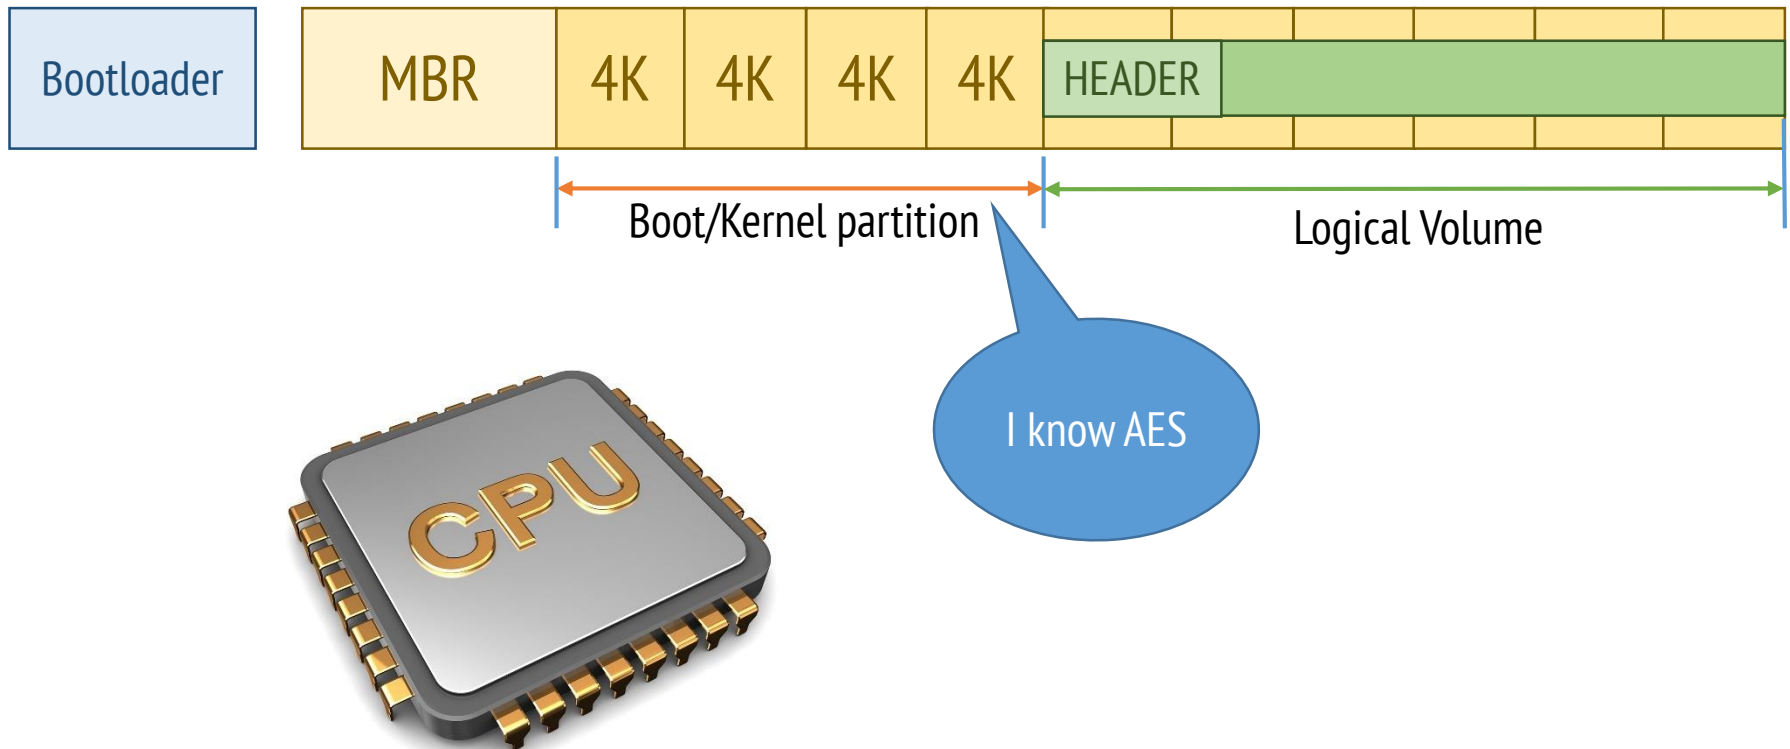 Bootloader
MBR
4K
4K
4K
4K
HEADER
Boot/Kernel partition
Logical Volume
I know AES
CPU